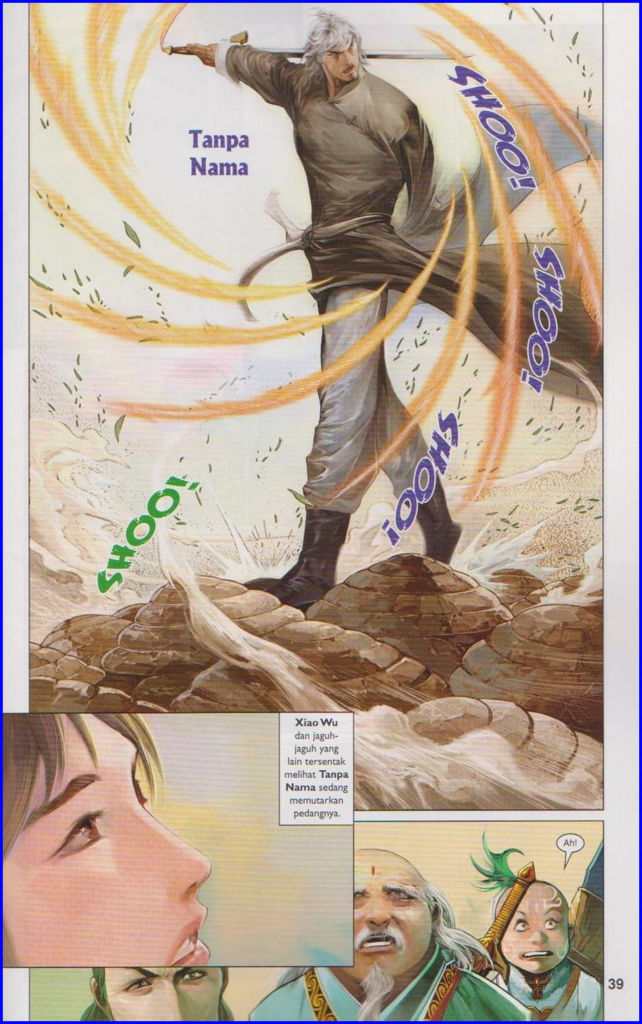 Tanpa
Nama
SHOO!
SHOO!
SHOO!
SHOO!
Xiao Wu
dan jaguh-
jaguh yang
lain tersentak
melihat Tanpa
Nama sedang
memutarkan
pedangnya.
Ah!
39